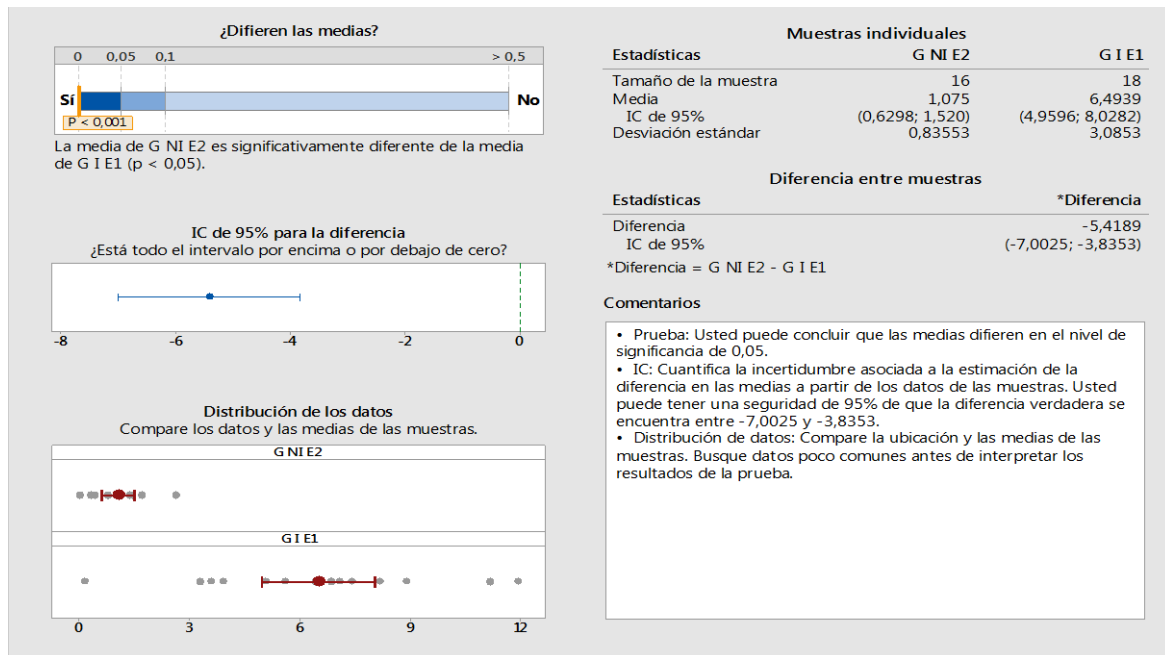 ¿Difieren las medias?
0 0,05 0,1 > 0,5
Sí No
P < 0,001
La media de G NI E2 es significativamente diferente de la media
de G I E1 (p < 0,05).
IC de 95% para la diferencia
¿Está todo el intervalo por encima o por debajo de cero?
-8 -6 -4 -2 0
Distribución de los datos
Compare los datos y las medias de las muestras.
G NI E2
G I E1
0 3 6 9 12
Muestras individuales
Estadísticas G NI E2 G I E1
Tamaño de la muestra 16 18
Media 1,075 6,4939
IC de 95% (0,6298; 1,520) (4,9596; 8,0282)
Desviación estándar 0,83553 3,0853
Diferencia entre muestras
Estadísticas *Diferencia
Diferencia -5,4189
IC de 95% (-7,0025; -3,8353)
*Diferencia = G NI E2 - G I E1
Comentarios
• Prueba: Usted puede concluir que las medias difieren en el nivel de
significancia de 0,05.
• IC: Cuantifica la incertidumbre asociada a la estimación de la
diferencia en las medias a partir de los datos de las muestras. Usted
puede tener una seguridad de 95% de que la diferencia verdadera se
encuentra entre -7,0025 y -3,8353.
• Distribución de datos: Compare la ubicación y las medias de las
muestras. Busque datos poco comunes antes de interpretar los
resultados de la prueba.